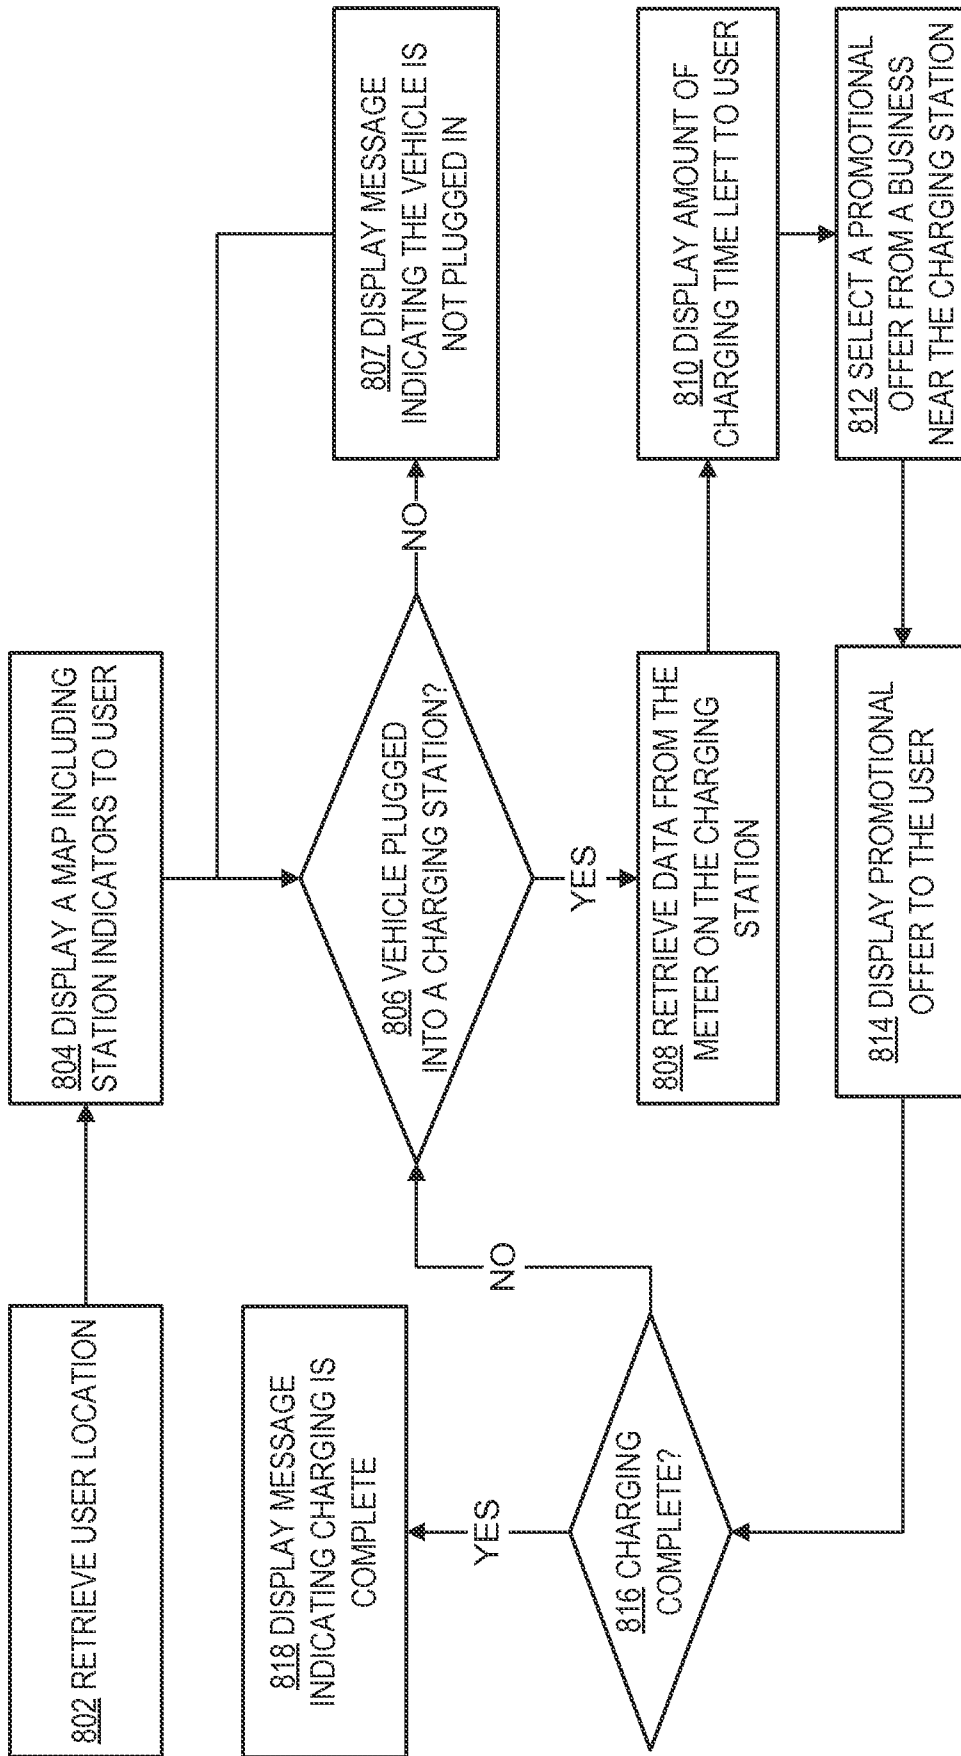 802 RETRIEVE USER LOCATION
804 DISPLAY A MAP INCLUDING
STATION INDICATORS TO USER
818 DISPLAY MESSAGE
INDICATING CHARGING IS
COMPLETE
YES
816 CHARGING
COMPLETE?
NO
806 VEHICLE PLUGGED
INTO A CHARGING STATION?
NO
807 DISPLAY MESSAGE
INDICATING THE VEHICLE IS
NOT PLUGGED IN
YES
808 RETRIEVE DATA FROM THE
METER ON THE CHARGING
STATION
810 DISPLAY AMOUNT OF
CHARGING TIME LEFT TO USER
812 SELECT A PROMOTIONAL
OFFER FROM A BUSINESS
NEAR THE CHARGING STATION
814 DISPLAY PROMOTIONAL
OFFER TO THE USER